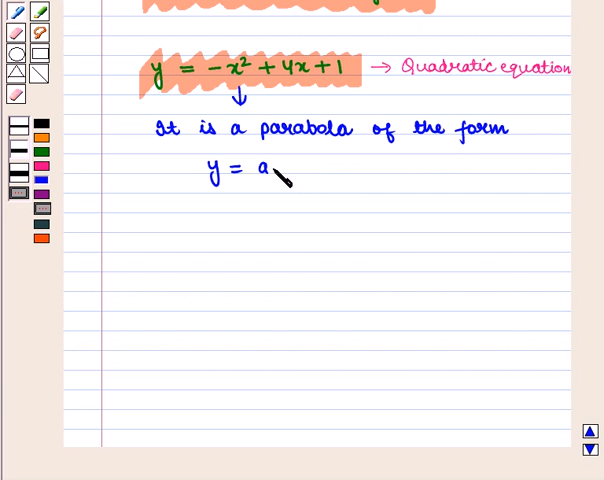 y = -x² + 4x + 1 → Quadratic equation
↓
It is a parabola of the form
y = a